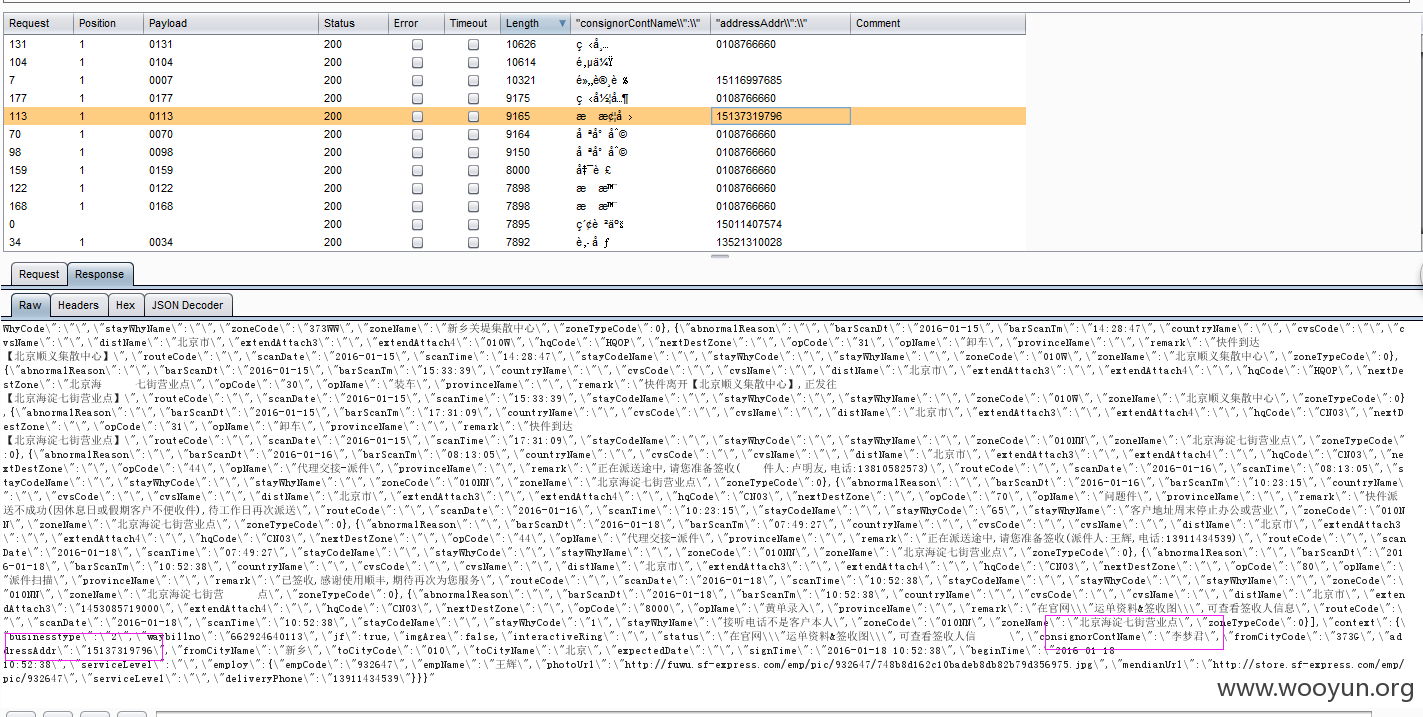 Request Position Payload Status Error Timeout Length "consignorContName\\":\\" "addressAddr\\":\\" Comment
131 1 0131 200 10626 0108766660
104 1 0104 200 10614
7 1 0007 200 10321 15116997685
177 1 0177 200 9175 0108766660
113 1 0113 200 9165 15137319796
70 1 0070 200 9164 0108766660
98 1 0098 200 9150 0108766660
159 1 0159 200 8000 0108766660
122 1 0122 200 7898 0108766660
168 1 0168 200 7898 0108766660
0 1 200 7895 15011407574
34 1 0034 200 7892 13521310028
Request Response
Raw Headers Hex JSON Decoder
WhyCode\":\"\",\"stayWhyName\":\"\",\"zoneCode\":\"373WW\",\"zoneName\":\"新乡关堤集散中心\",\"zoneTypeCode\":0},{\"abnormalReason\":\"\",\"barScanDt\":\"2016-01-15\",\"barScanTm\":\"14:28:47\",\"countryName\":\"\",\"cvsCode\":\"\",\"c
vsName\":\"\",\"distName\":\"北京市\",\"extendAttach3\":\"\",\"extendAttach4\":\"010W\",\"hqCode\":\"HQOP\",\"nextDestZone\":\"\",\"opCode\":\"31\",\"opName\":\"卸车\",\"provinceName\":\"\",\"remark\":\"快件到达
【北京顺义集散中心】\",\"routeCode\":\"\",\"scanDate\":\"2016-01-15\",\"scanTime\":\"14:28:47\",\"stayCodeName\":\"\",\"stayWhyCode\":\"\",\"stayWhyName\":\"\",\"zoneCode\":\"010W\",\"zoneName\":\"北京顺义集散中心\",\"zoneTypeCode\":0},
{\"abnormalReason\":\"\",\"barScanDt\":\"2016-01-15\",\"barScanTm\":\"15:33:39\",\"countryName\":\"\",\"cvsCode\":\"\",\"cvsName\":\"\",\"distName\":\"北京市\",\"extendAttach3\":\"\",\"extendAttach4\":\"\",\"hqCode\":\"HQOP\",\"nextDe
stZone\":\"北京海 七街营业点\",\"opCode\":\"30\",\"opName\":\"装车\",\"provinceName\":\"\",\"remark\":\"快件离开【北京顺义集散中心】,正发往
【北京海淀七街营业点】\",\"routeCode\":\"\",\"scanDate\":\"2016-01-15\",\"scanTime\":\"15:33:39\",\"stayCodeName\":\"\",\"stayWhyCode\":\"\",\"stayWhyName\":\"\",\"zoneCode\":\"010W\",\"zoneName\":\"北京顺义集散中心\",\"zoneTypeCode\":0}
,{\"abnormalReason\":\"\",\"barScanDt\":\"2016-01-15\",\"barScanTm\":\"17:31:09\",\"countryName\":\"\",\"cvsCode\":\"\",\"cvsName\":\"\",\"distName\":\"北京市\",\"extendAttach3\":\"\",\"extendAttach4\":\"\",\"hqCode\":\"CN03\",\"nextD
estZone\":\"\",\"opCode\":\"31\",\"opName\":\"卸车\",\"provinceName\":\"\",\"remark\":\"快件到达
【北京海淀七街营业点】\",\"routeCode\":\"\",\"scanDate\":\"2016-01-15\",\"scanTime\":\"17:31:09\",\"stayCodeName\":\"\",\"stayWhyCode\":\"\",\"stayWhyName\":\"\",\"zoneCode\":\"010NN\",\"zoneName\":\"北京海淀七街营业点\",\"zoneTypeCode\"
:0},{\"abnormalReason\":\"\",\"barScanDt\":\"2016-01-16\",\"barScanTm\":\"08:13:05\",\"countryName\":\"\",\"cvsCode\":\"\",\"cvsName\":\"\",\"distName\":\"北京市\",\"extendAttach3\":\"\",\"extendAttach4\":\"\",\"hqCode\":\"CN03\",\"ne
xtDestZone\":\"\",\"opCode\":\"44\",\"opName\":\"代理交接-派件\",\"provinceName\":\"\",\"remark\":\"正在派送途中,请您准备签收( 件人:卢明友,电话:13810582573)\",\"routeCode\":\"\",\"scanDate\":\"2016-01-16\",\"scanTime\":\"08:13:05\",\"s
tayCodeName\":\"\",\"stayWhyCode\":\"\",\"stayWhyName\":\"\",\"zoneCode\":\"010NN\",\"zoneName\":\"北京海淀七街营业点\",\"zoneTypeCode\":0},{\"abnormalReason\":\"\",\"barScanDt\":\"2016-01-16\",\"barScanTm\":\"10:23:15\",\"countryName\
":\"\",\"cvsCode\":\"\",\"cvsName\":\"\",\"distName\":\"北京市\",\"extendAttach3\":\"\",\"extendAttach4\":\"\",\"hqCode\":\"CN03\",\"nextDestZone\":\"\",\"opCode\":\"70\",\"opName\":\"问题件\",\"provinceName\":\"\",\"remark\":\"快件派
送不成功(因休息日或假期客户不便收件),待工作日再次派送\",\"routeCode\":\"\",\"scanDate\":\"2016-01-16\",\"scanTime\":\"10:23:15\",\"stayCodeName\":\"\",\"stayWhyCode\":\"65\",\"stayWhyName\":\"客户地址周末停止办公或营业\",\"zoneCode\":\"010N
N\",\"zoneName\":\"北京海淀七街营业点\",\"zoneTypeCode\":0},{\"abnormalReason\":\"\",\"barScanDt\":\"2016-01-18\",\"barScanTm\":\"07:49:27\",\"countryName\":\"\",\"cvsCode\":\"\",\"cvsName\":\"\",\"distName\":\"北京市\",\"extendAttach3
\":\"\",\"extendAttach4\":\"\",\"hqCode\":\"CN03\",\"nextDestZone\":\"\",\"opCode\":\"44\",\"opName\":\"代理交接-派件\",\"provinceName\":\"\",\"remark\":\"正在派送途中,请您准备签收(派件人:王辉,电话:13911434539)\",\"routeCode\":\"\",\"scan
Date\":\"2016-01-18\",\"scanTime\":\"07:49:27\",\"stayCodeName\":\"\",\"stayWhyCode\":\"\",\"stayWhyName\":\"\",\"zoneCode\":\"010NN\",\"zoneName\":\"北京海淀七街营业点\",\"zoneTypeCode\":0},{\"abnormalReason\":\"\",\"barScanDt\":\"201
6-01-18\",\"barScanTm\":\"10:52:38\",\"countryName\":\"\",\"cvsCode\":\"\",\"cvsName\":\"\",\"distName\":\"北京市\",\"extendAttach3\":\"\",\"extendAttach4\":\"\",\"hqCode\":\"CN03\",\"nextDestZone\":\"\",\"opCode\":\"80\",\"opName\":\"
派件扫描\",\"provinceName\":\"\",\"remark\":\"已签收,感谢使用顺丰,期待再次为您服务\",\"routeCode\":\"\",\"scanDate\":\"2016-01-18\",\"scanTime\":\"10:52:38\",\"stayCodeName\":\"\",\"stayWhyCode\":\"\",\"stayWhyName\":\"\",\"zoneCode\":\
"010NN\",\"zoneName\":\"北京海淀七街营 点\",\"zoneTypeCode\":0},{\"abnormalReason\":\"\",\"barScanDt\":\"2016-01-18\",\"barScanTm\":\"10:52:38\",\"countryName\":\"\",\"cvsCode\":\"\",\"cvsName\":\"\",\"distName\":\"北京市\",\"exten
dAttach3\":\"1453085719000\",\"extendAttach4\":\"\",\"hqCode\":\"CN03\",\"nextDestZone\":\"\",\"opCode\":\"8000\",\"opName\":\"黄单录入\",\"provinceName\":\"\",\"remark\":\"在官网\\\"运单资料&签收图\\\",可查看签收人信息\",\"routeCode\":
\"\",\"scanDate\":\"2016-01-18\",\"scanTime\":\"10:52:38\",\"stayCodeName\":\"\",\"stayWhyCode\":\"1\",\"stayWhyName\":\"接听电话不是客户本人\",\"zoneCode\":\"010NN\",\"zoneName\":\"北京海淀七街营业点\",\"zoneTypeCode\":0}],\"context\":{\
"businesstype\":\"2\",\"waybillno\":\"662924640113\",\"jf\":true,\"imgArea\":false,\"interactiveRing\":\"\",\"status\":\"在官网\\\"运单资料&签收图\\\",可查看签收人信 \",\"consignorContName\":\"李梦君\",\"fromCityCode\":\"373G\",\"a
ddressAddr\":\"15137319796\",\"fromCityName\":\"新乡\",\"toCityCode\":\"010\",\"toCityName\":\"北京\",\"expectedDate\":\"\",\"signTime\":\"2016-01-18 10:52:38\",\"beginTime\":\"2016-01-18
10:52:38\",\"serviceLevel\":\"\",\"employ\":{\"empCode\":\"932647\",\"empName\":\"王辉\",\"photoUrl\":\"http://fuwu.sf-express.com/emp/pic/932647/748b8d162c10badeb8db82b79d356975.jpg\",\"mendianUrl\":\"http://store.sf-express.com/emp/
pic/932647\",\"serviceLevel\":\"\",\"deliveryPhone\":\"13911434539\"}}}"
www.wooyun.org